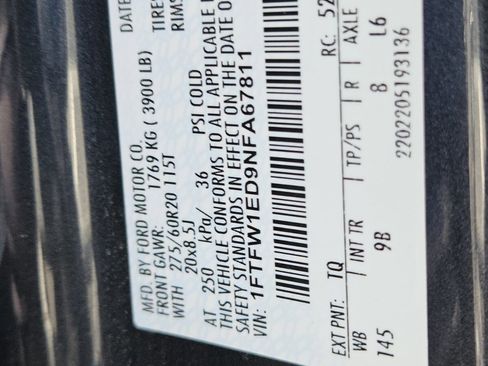 DATE
MFD. BY FORD MOTOR CO.
FRONT GAWR: 1769 KG ( 3900 LB) TIRES
WITH 275/60R20 115T RIMS
20x8.5J
AT 250 kPa/ 36 PSI COLD
THIS VEHICLE CONFORMS TO ALL APPLICABLE
SAFETY STANDARDS IN EFFECT ON THE DATE OF
VIN: 1FTFW1ED9NFA67811
EXT PNT: TQ RC: 52
WB INT TR TP/PS R AXLE
145 9B B L6
2202205193136